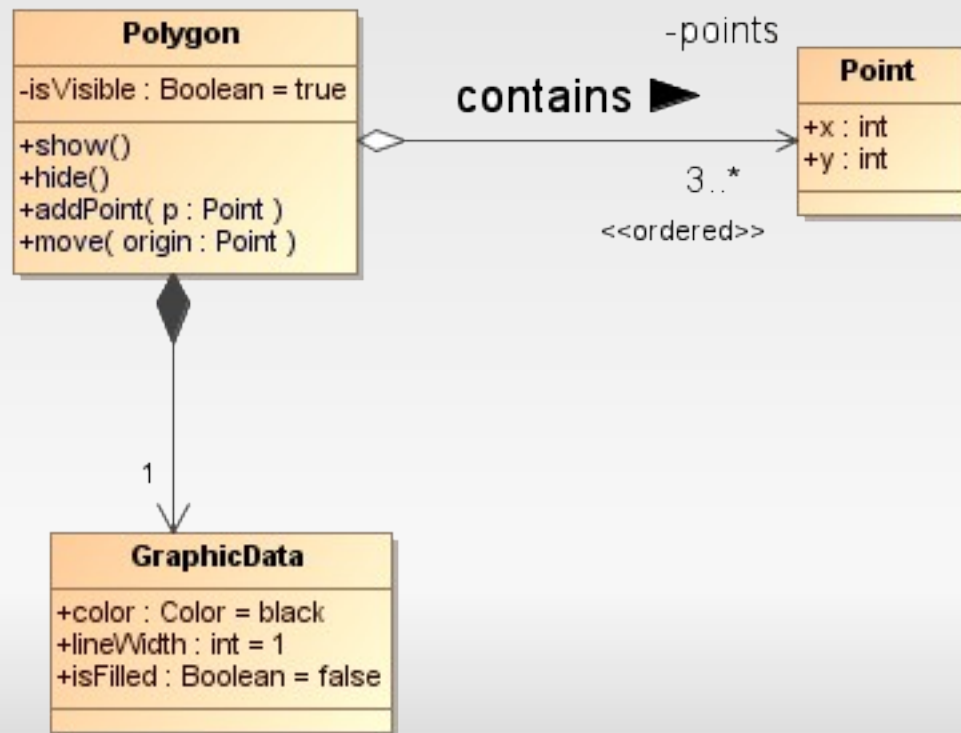 Polygon
-isVisible : Boolean = true
+show()
+hide()
+addPoint( p : Point )
+move( origin : Point )
-points
contains
3..*
<<ordered>>
Point
+x : int
+y : int
1
GraphicData
+color : Color = black
+lineWidth : int = 1
+isFilled : Boolean = false